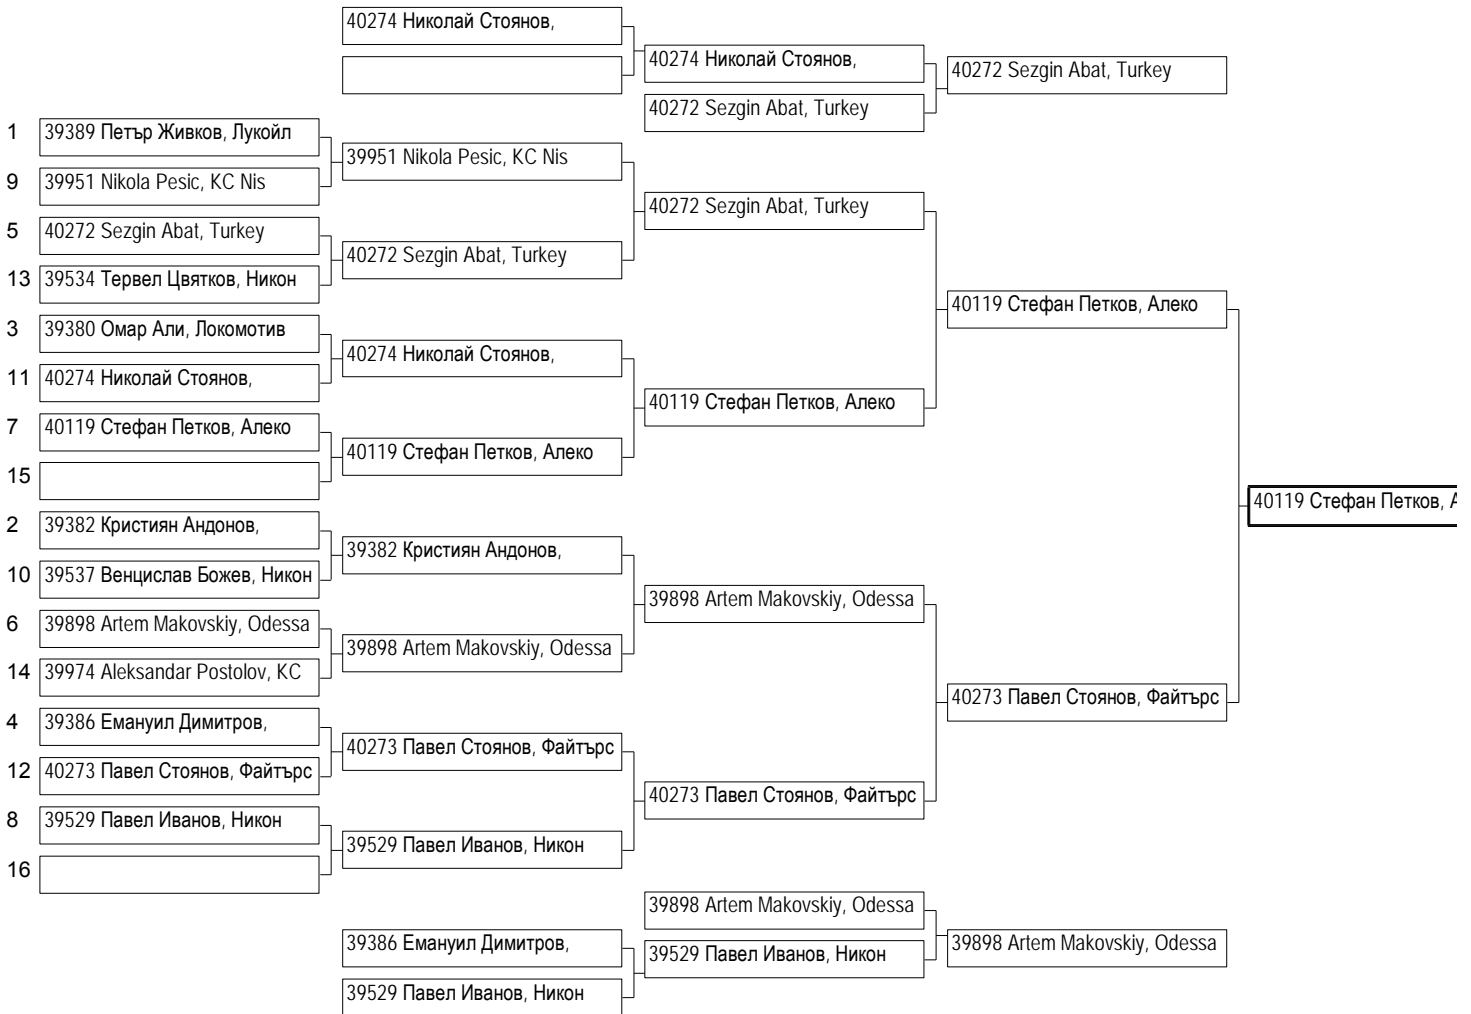 40274 Николай Стоянов,
40274 Николай Стоянов,
40272 Sezgin Abat, Turkey
40272 Sezgin Abat, Turkey
1 39389 Петър Живков, Лукойл
39951 Nikola Pesic, KC Nis
9 39951 Nikola Pesic, KC Nis
40272 Sezgin Abat, Turkey
5 40272 Sezgin Abat, Turkey
40272 Sezgin Abat, Turkey
13 39534 Тервел Цвятков, Никон
40119 Стефан Петков, Алеко
3 39380 Омар Али, Локомотив
40274 Николай Стоянов,
11 40274 Николай Стоянов,
40119 Стефан Петков, Алеко
7 40119 Стефан Петков, Алеко
40119 Стефан Петков, Алеко
15
40119 Стефан Петков, А
2 39382 Кристиян Андонов,
39382 Кристиян Андонов,
10 39537 Венцислав Божев, Никон
39898 Artem Makovskiy, Odessa
6 39898 Artem Makovskiy, Odessa
39898 Artem Makovskiy, Odessa
14 39974 Aleksandar Postolov, KC
40273 Павел Стоянов, Файтърс
4 39386 Емануил Димитров,
40273 Павел Стоянов, Файтърс
12 40273 Павел Стоянов, Файтърс
40273 Павел Стоянов, Файтърс
8 39529 Павел Иванов, Никон
39529 Павел Иванов, Никон
16
39898 Artem Makovskiy, Odessa
39386 Емануил Димитров,
39898 Artem Makovskiy, Odessa
39529 Павел Иванов, Никон
39529 Павел Иванов, Никон